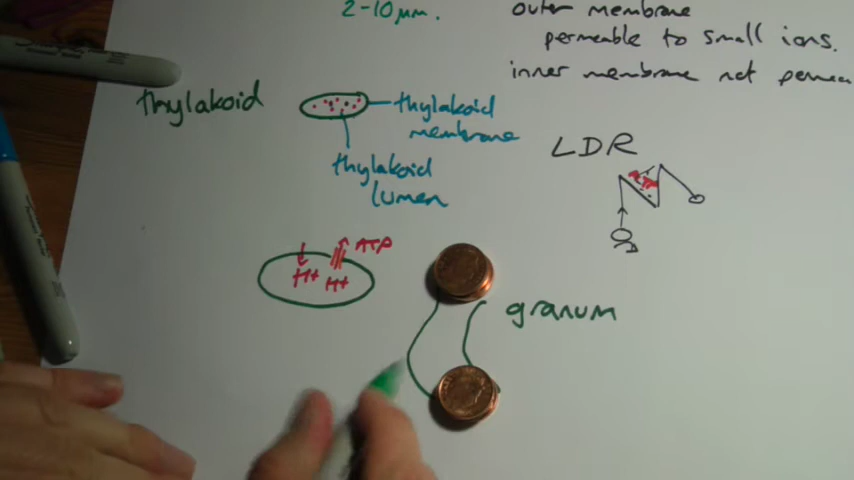 2-10µm.
outer membrane
permeable to small ions.
inner membrane not permea
thylakoid
thylakoid
membrane
thylakoid
lumen
LDR
ATP
H+ H+
granum